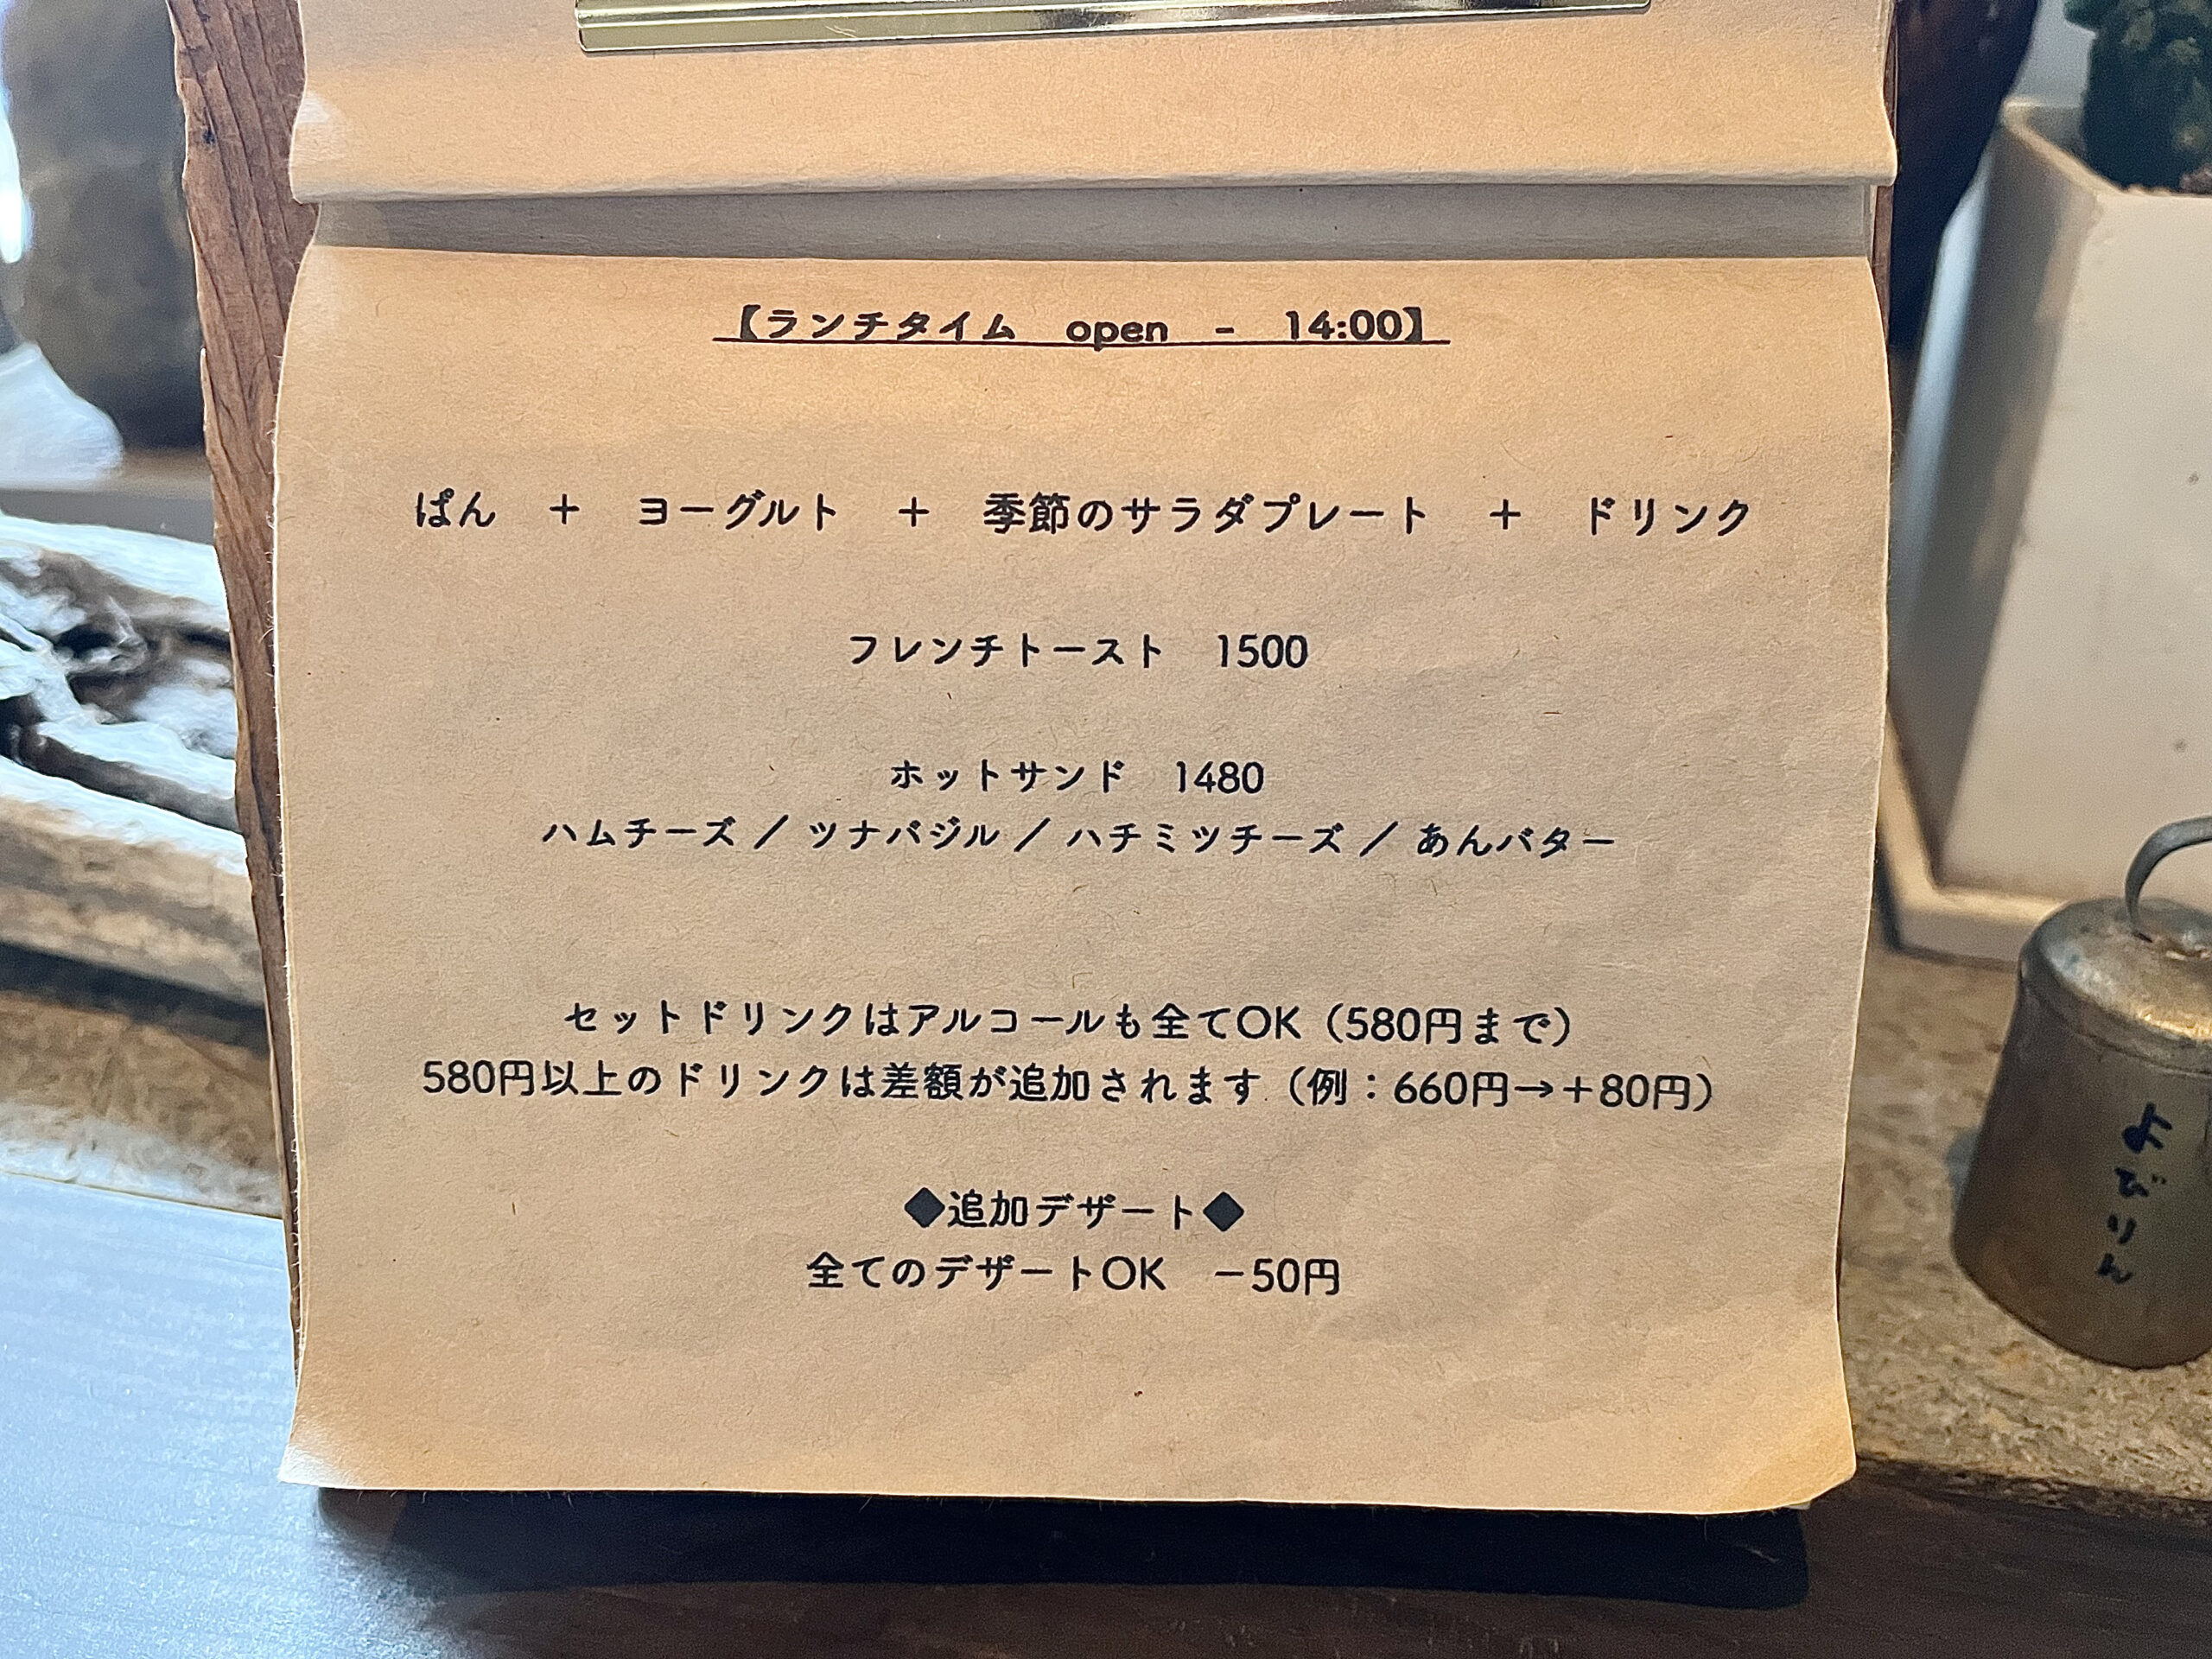 【ランチタイム　open　-　14:00】
ぱん　＋　ヨーグルト　＋　季節のサラダプレート　＋　ドリンク
フレンチトースト　1500
ホットサンド　1480
ハムチーズ ／ ツナバジル ／ ハチミツチーズ ／ あんバター
セットドリンクはアルコールも全てOK（580円まで）
580円以上のドリンクは差額が追加されます（例：660円→＋80円）
◆追加デザート◆
全てのデザートOK　－50円
よびりん